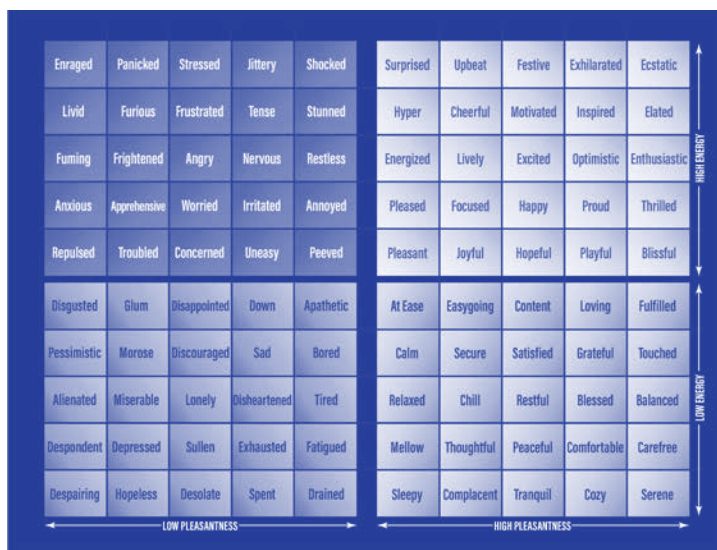 Enraged Panicked Stressed Jittery Shocked Surprised Upbeat Festive Exhilarated Ecstatic
Livid Furious Frustrated Tense Stunned Hyper Cheerful Motivated Inspired Elated
Fuming Frightened Angry Nervous Restless Energized Lively Excited Optimistic Enthusiastic
Anxious Apprehensive Worried Irritated Annoyed Pleased Focused Happy Proud Thrilled
Repulsed Troubled Concerned Uneasy Peeved Pleasant Joyful Hopeful Playful Blissful
HIGH ENERGY
Disgusted Glum Disappointed Down Apathetic At Ease Easygoing Content Loving Fulfilled
Pessimistic Morose Discouraged Sad Bored Calm Secure Satisfied Grateful Touched
Alienated Miserable Lonely Disheartened Tired Relaxed Chill Restful Blessed Balanced
Despondent Depressed Sullen Exhausted Fatigued Mellow Thoughtful Peaceful Comfortable Carefree
Despairing Hopeless Desolate Spent Drained Sleepy Complacent Tranquil Cozy Serene
LOW ENERGY
LOW PLEASANTNESS HIGH PLEASANTNESS